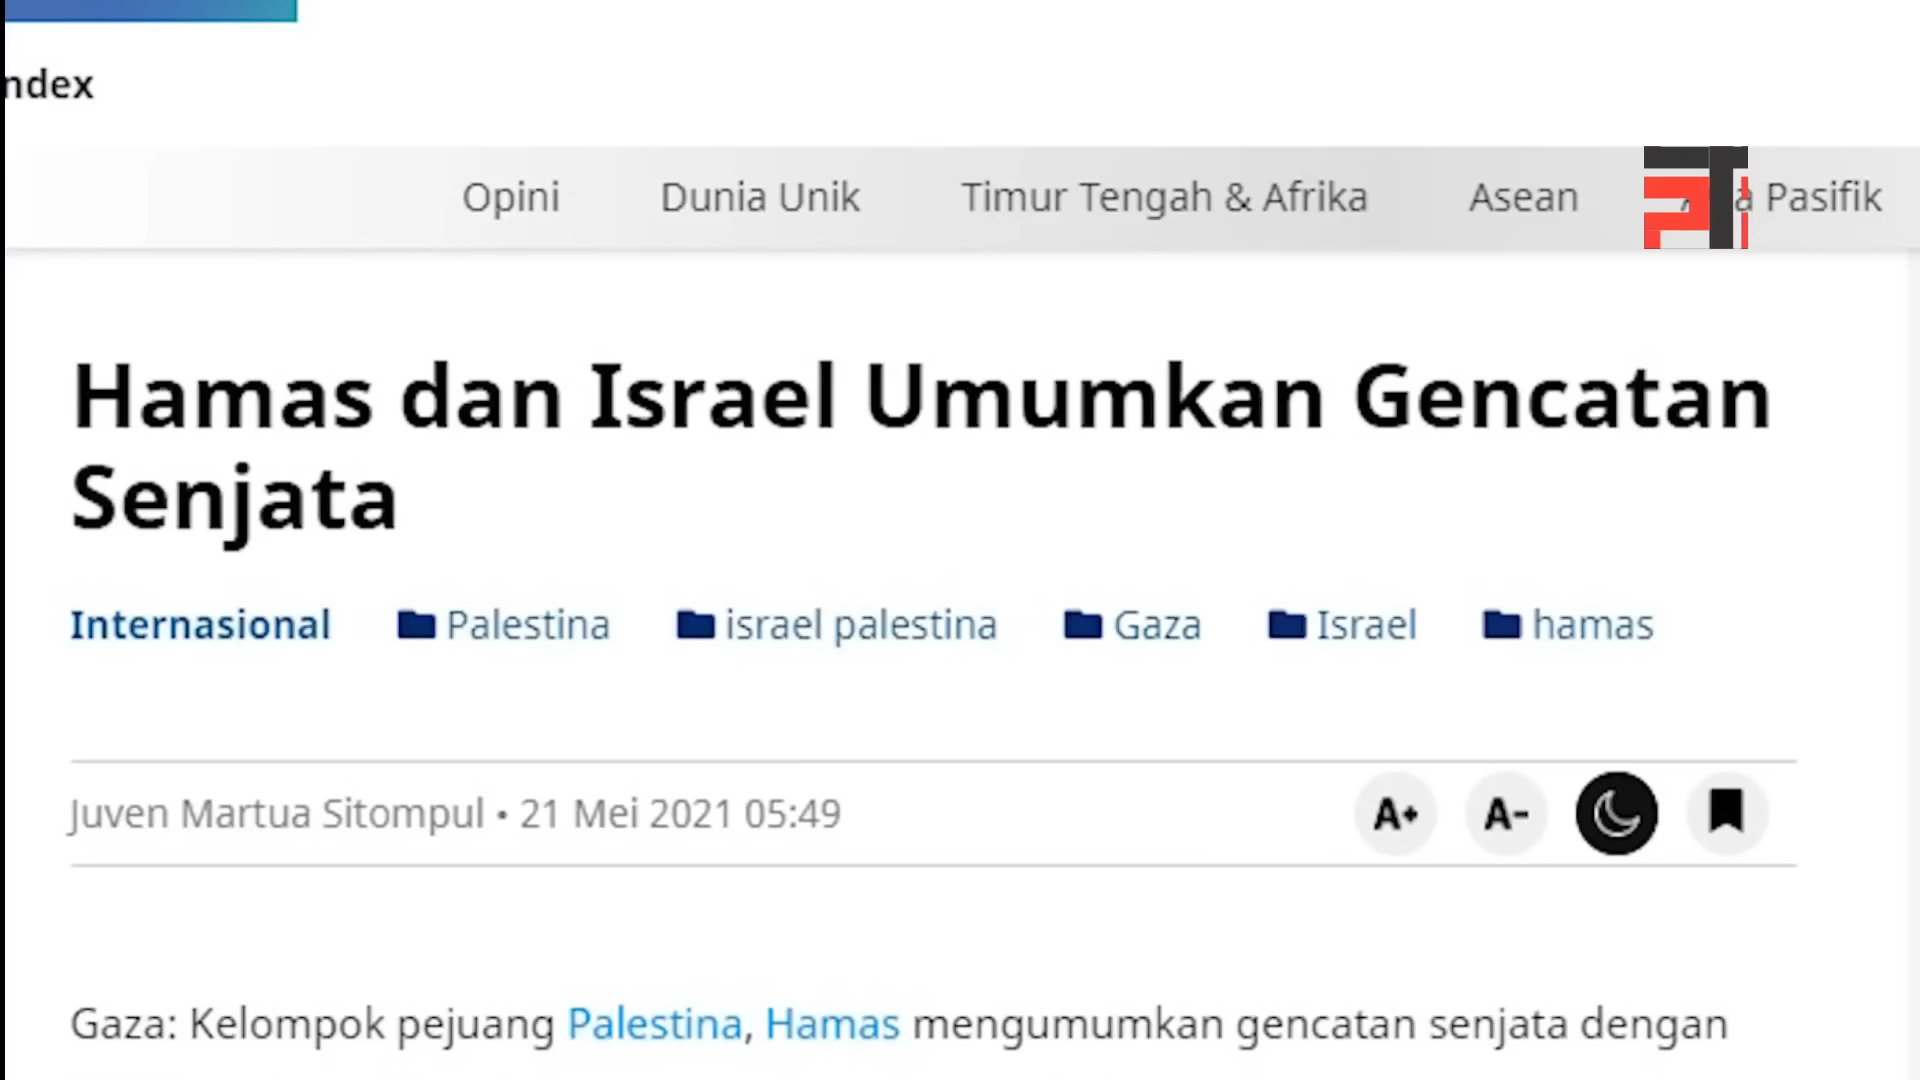 ndex
Opini Dunia Unik Timur Tengah & Afrika Asean a Pasifik
Hamas dan Israel Umumkan Gencatan
Senjata
Internasional Palestina israel palestina Gaza Israel hamas
Juven Martua Sitompul • 21 Mei 2021 05:49 A+ A-
Gaza: Kelompok pejuang Palestina, Hamas mengumumkan gencatan senjata dengan